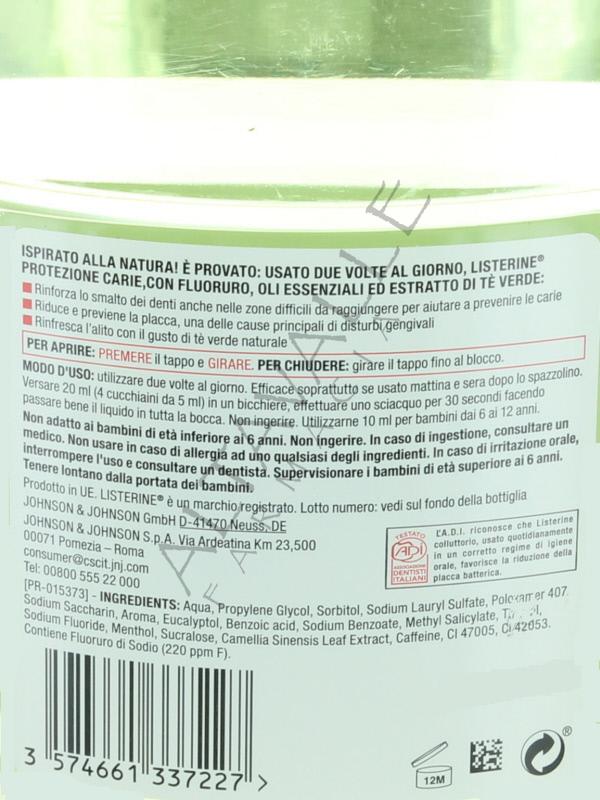 ISPIRATO ALLA NATURA! È PROVATO: USATO DUE VOLTE AL GIORNO, LISTERINE®
PROTEZIONE CARIE,CON FLUORURO, OLI ESSENZIALI ED ESTRATTO DI TÈ VERDE:
Rinforza lo smalto dei denti anche nelle zone difficili da raggiungere per aiutare a prevenire le carie
Riduce e previene la placca, una delle cause principali di disturbi gengivali
Rinfresca l'alito con il gusto di tè verde naturale
PER APRIRE: PREMERE il tappo e GIRARE. PER CHIUDERE: girare il tappo fino al blocco.
MODO D'USO: utilizzare due volte al giorno. Efficace soprattutto se usato mattina e sera dopo lo spazzolino.
Versare 20 ml (4 cucchiaini da 5 ml) in un bicchiere, effettuare uno sciacquo per 30 secondi facendo
passare bene il liquido in tutta la bocca. Non ingerire. Utilizzarne 10 ml per bambini dai 6 ai 12 anni.
Non adatto ai bambini di età inferiore ai 6 anni. Non ingerire. In caso di ingestione, consultare un
medico. Non usare in caso di allergia ad uno qualsiasi degli ingredienti. In caso di irritazione orale,
interrompere l'uso e consultare un dentista. Supervisionare i bambini di età superiore ai 6 anni.
Tenere lontano dalla portata dei bambini.
Prodotto in UE. LISTERINE® è un marchio registrato. Lotto numero: vedi sul fondo della bottiglia
JOHNSON & JOHNSON GmbH D-41470 Neuss, DE
JOHNSON & JOHNSON S.p.A. Via Ardeatina Km 23,500
00071 Pomezia – Roma
consumer@cscit.jnj.com
Tel: 00800 555 22 000
TESTATO
ADI
ASSOCIAZIONE
DENTISTI
ITALIANI
L'A.D.I. riconosce che Listerine
colluttorio, usato quotidianamente
in un corretto regime di igiene
orale, favorisce la riduzione della
placca batterica.
[PR-015373] - INGREDIENTS: Aqua, Propylene Glycol, Sorbitol, Sodium Lauryl Sulfate, Poloxamer 407,
Sodium Saccharin, Aroma, Eucalyptol, Benzoic acid, Sodium Benzoate, Methyl Salicylate, CI 42053.
Sodium Fluoride, Menthol, Sucralose, Camellia Sinensis Leaf Extract, Caffeine, CI 47005,
Contiene Fluoruro di Sodio (220 ppm F).
3 574661 337227 >
12M
ALTAVALLE
FARMACIA